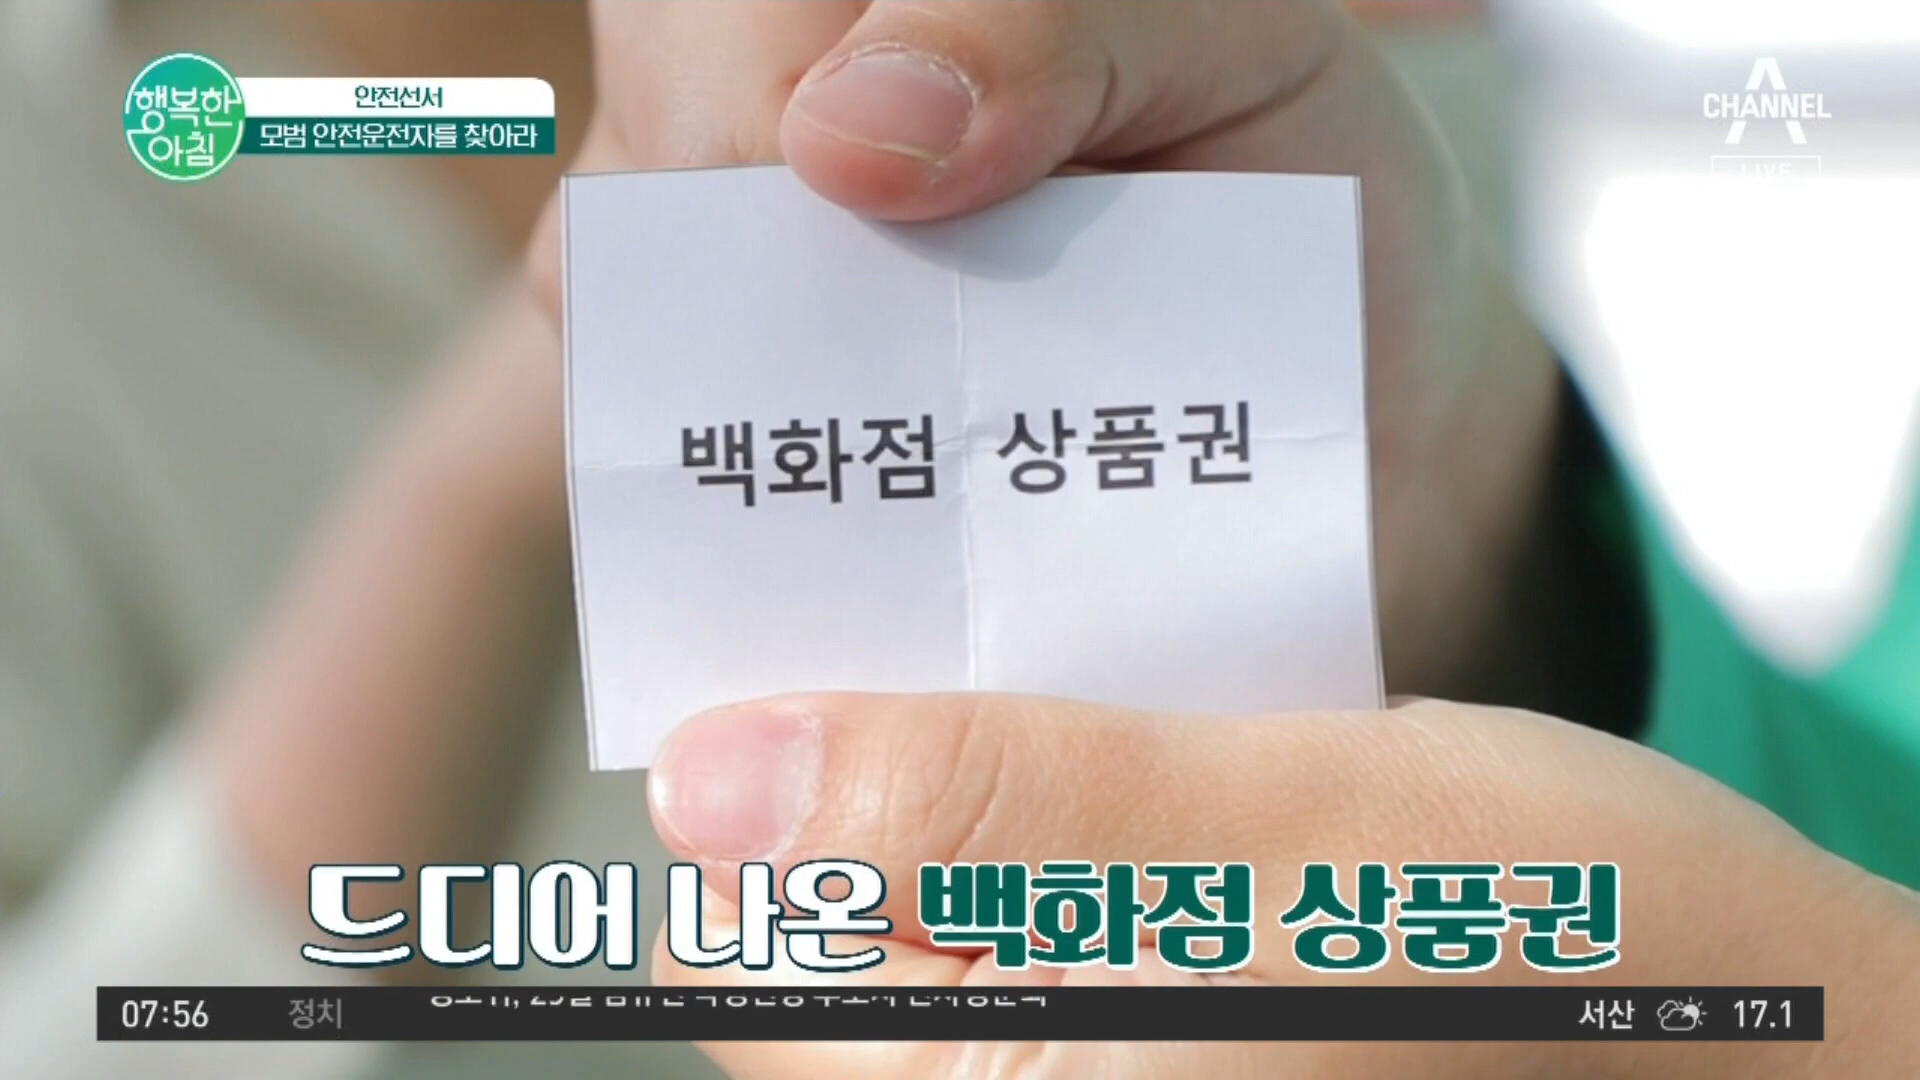 행복한
아침
안전선서
모범 안전운전자를 찾아라
CHANNEL A
LIVE
백화점 상품권
드디어 나온 백화점 상품권
07:56 정치
서산 17.1